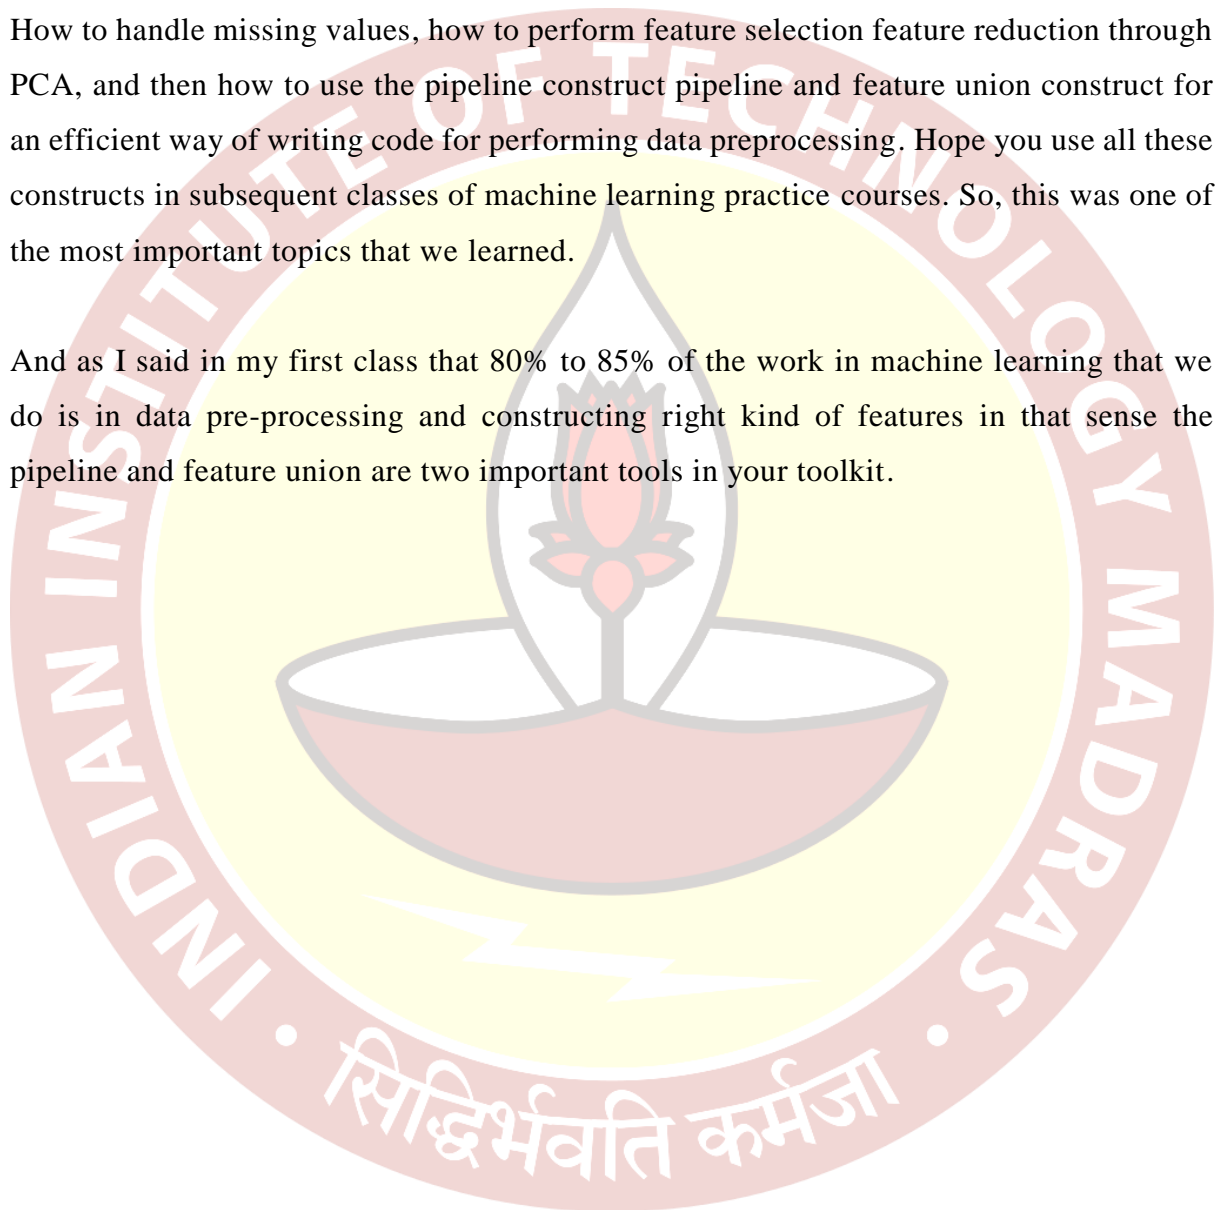 How to handle missing values, how to perform feature selection feature reduction through
PCA, and then how to use the pipeline construct pipeline and feature union construct for
an efficient way of writing code for performing data preprocessing. Hope you use all these
constructs in subsequent classes of machine learning practice courses. So, this was one of
the most important topics that we learned.
And as I said in my first class that 80% to 85% of the work in machine learning that we
do is in data pre-processing and constructing right kind of features in that sense the
pipeline and feature union are two important tools in your toolkit.
INDIAN INSTITUTE OF TECHNOLOGY MADRAS
सिद्धिर्भवति कर्मजा